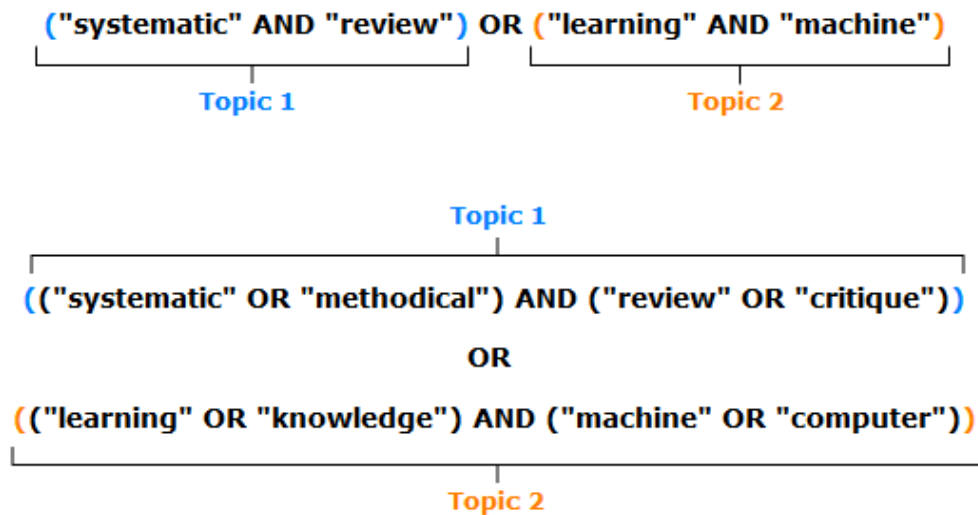 ("systematic" AND "review") OR ("learning" AND "machine")
Topic 1 Topic 2
Topic 1
(("systematic" OR "methodical") AND ("review" OR "critique"))
OR
(("learning" OR "knowledge") AND ("machine" OR "computer"))
Topic 2